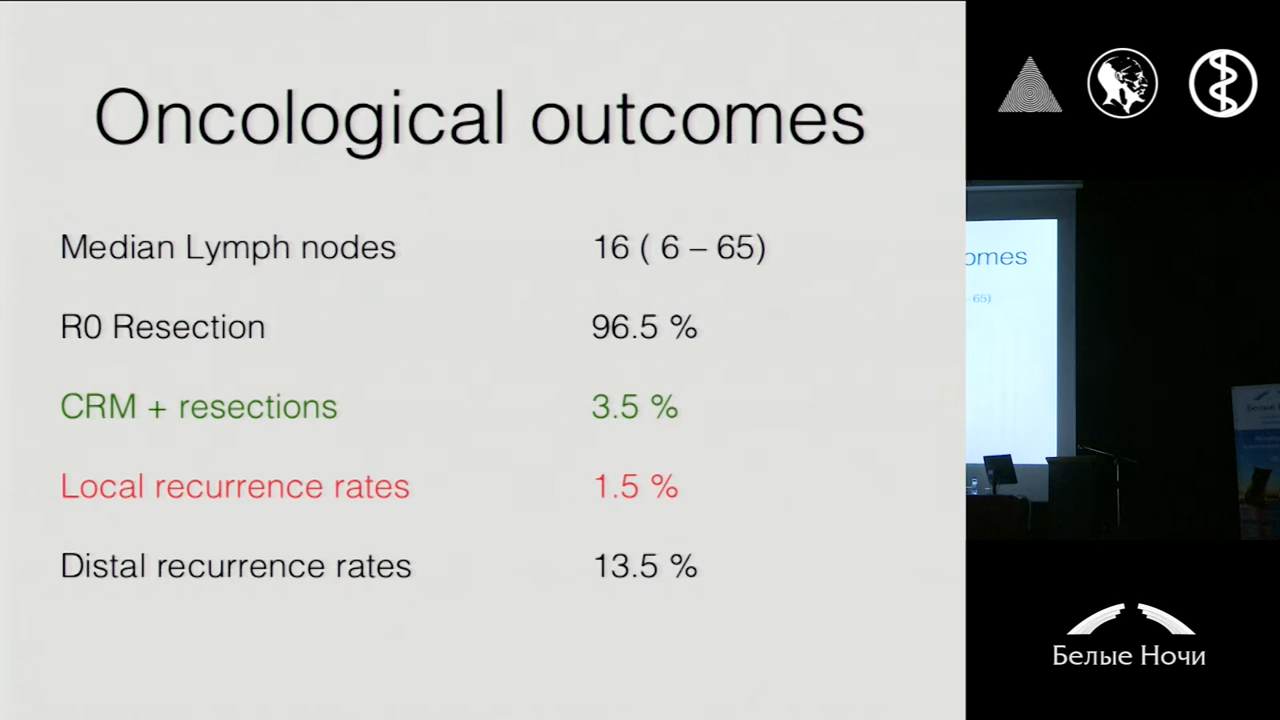 Oncological outcomes
Median Lymph nodes 16 ( 6 – 65)
R0 Resection 96.5 %
CRM + resections 3.5 %
Local recurrence rates 1.5 %
Distal recurrence rates 13.5 %
omes
65)
Белые Ночи